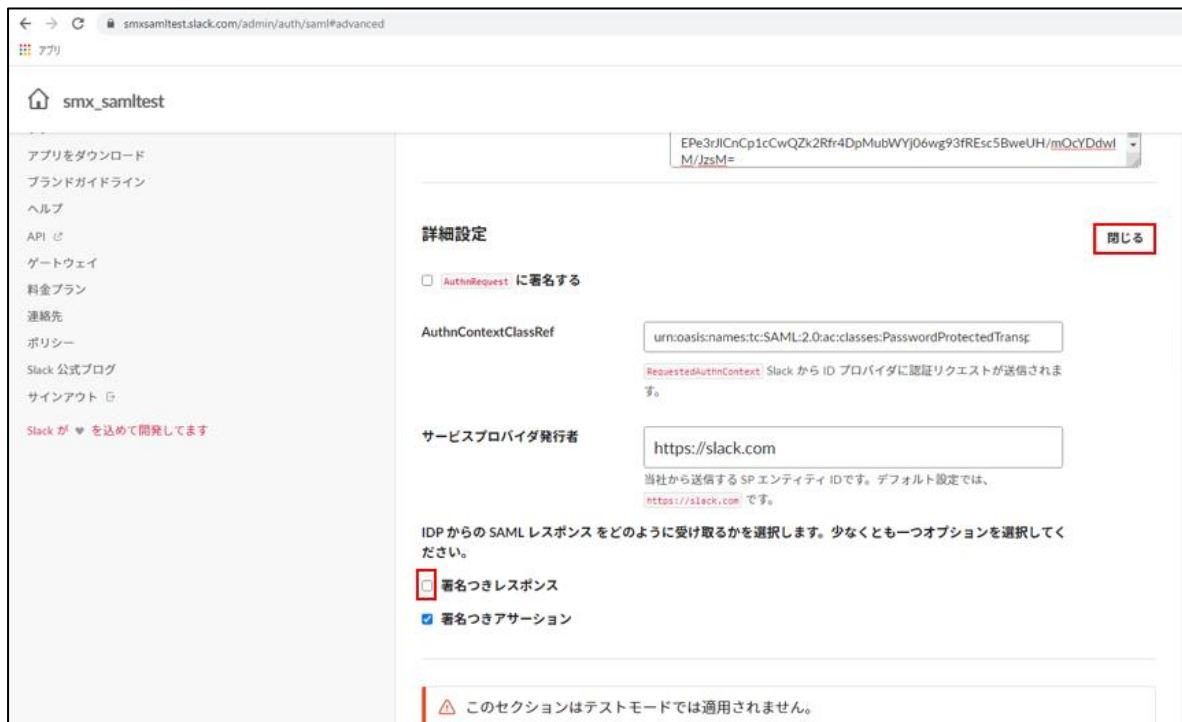 smxsamltest.slack.com/admin/auth/saml#advanced
アプリ
smx_samltest
アプリをダウンロード
ブランドガイドライン
ヘルプ
API
ゲートウェイ
料金プラン
連絡先
ポリシー
Slack 公式ブログ
サインアウト
Slack が ♥ を込めて開発してます
EPe3rJlCnCp1cCwQZk2Rfr4DpMubWYj06wg93fREsc5BweUH/mOcYDdwI
M/JzsM=
詳細設定
閉じる
AuthnRequest に署名する
AuthnContextClassRef
urn:oasis:names:tc:SAML:2.0:ac:classes:PasswordProtectedTransp
RequestedAuthnContext Slack から ID プロバイダに認証リクエストが送信されま
す。
サービスプロバイダ発行者
https://slack.com
当社から送信する SP エンティティ IDです。デフォルト設定では、
https://slack.com です。
IDP からの SAML レスポンス をどのように受け取るかを選択します。少なくとも一つオプションを選択してく
ださい。
署名つきレスポンス
署名つきアサーション
このセクションはテストモードでは適用されません。